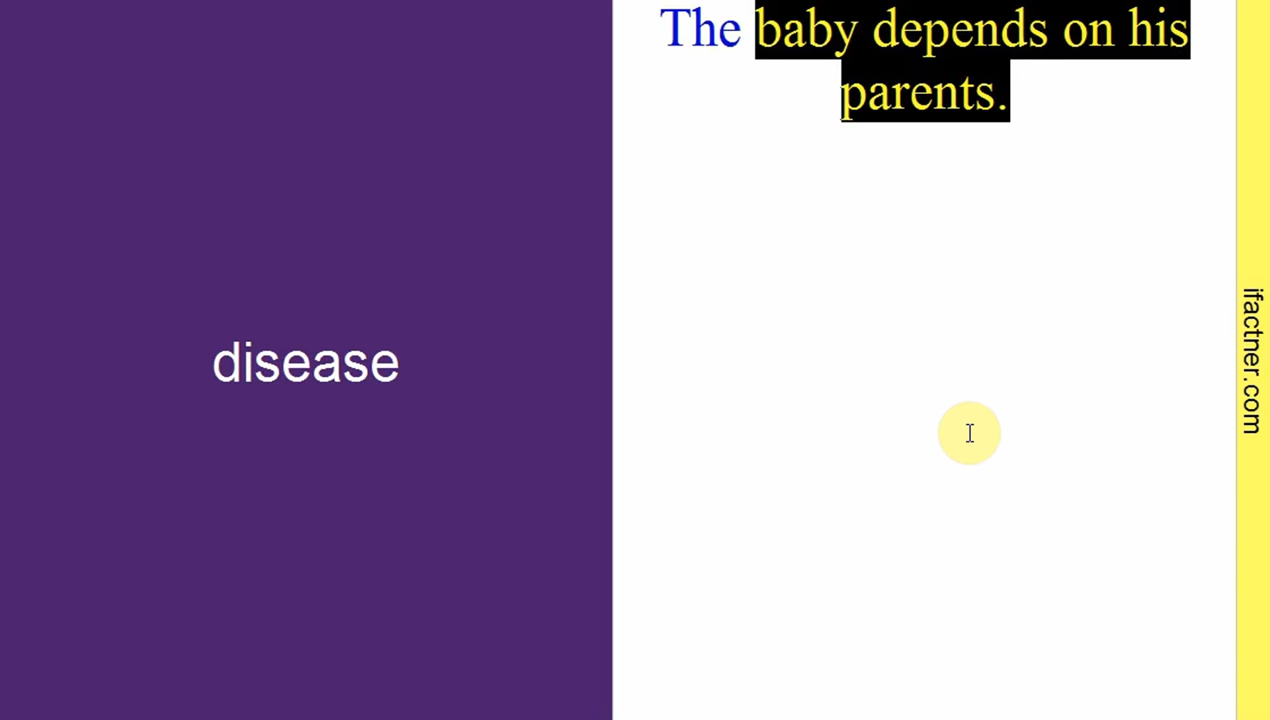 disease
The baby depends on his
parents.
ifactner.com